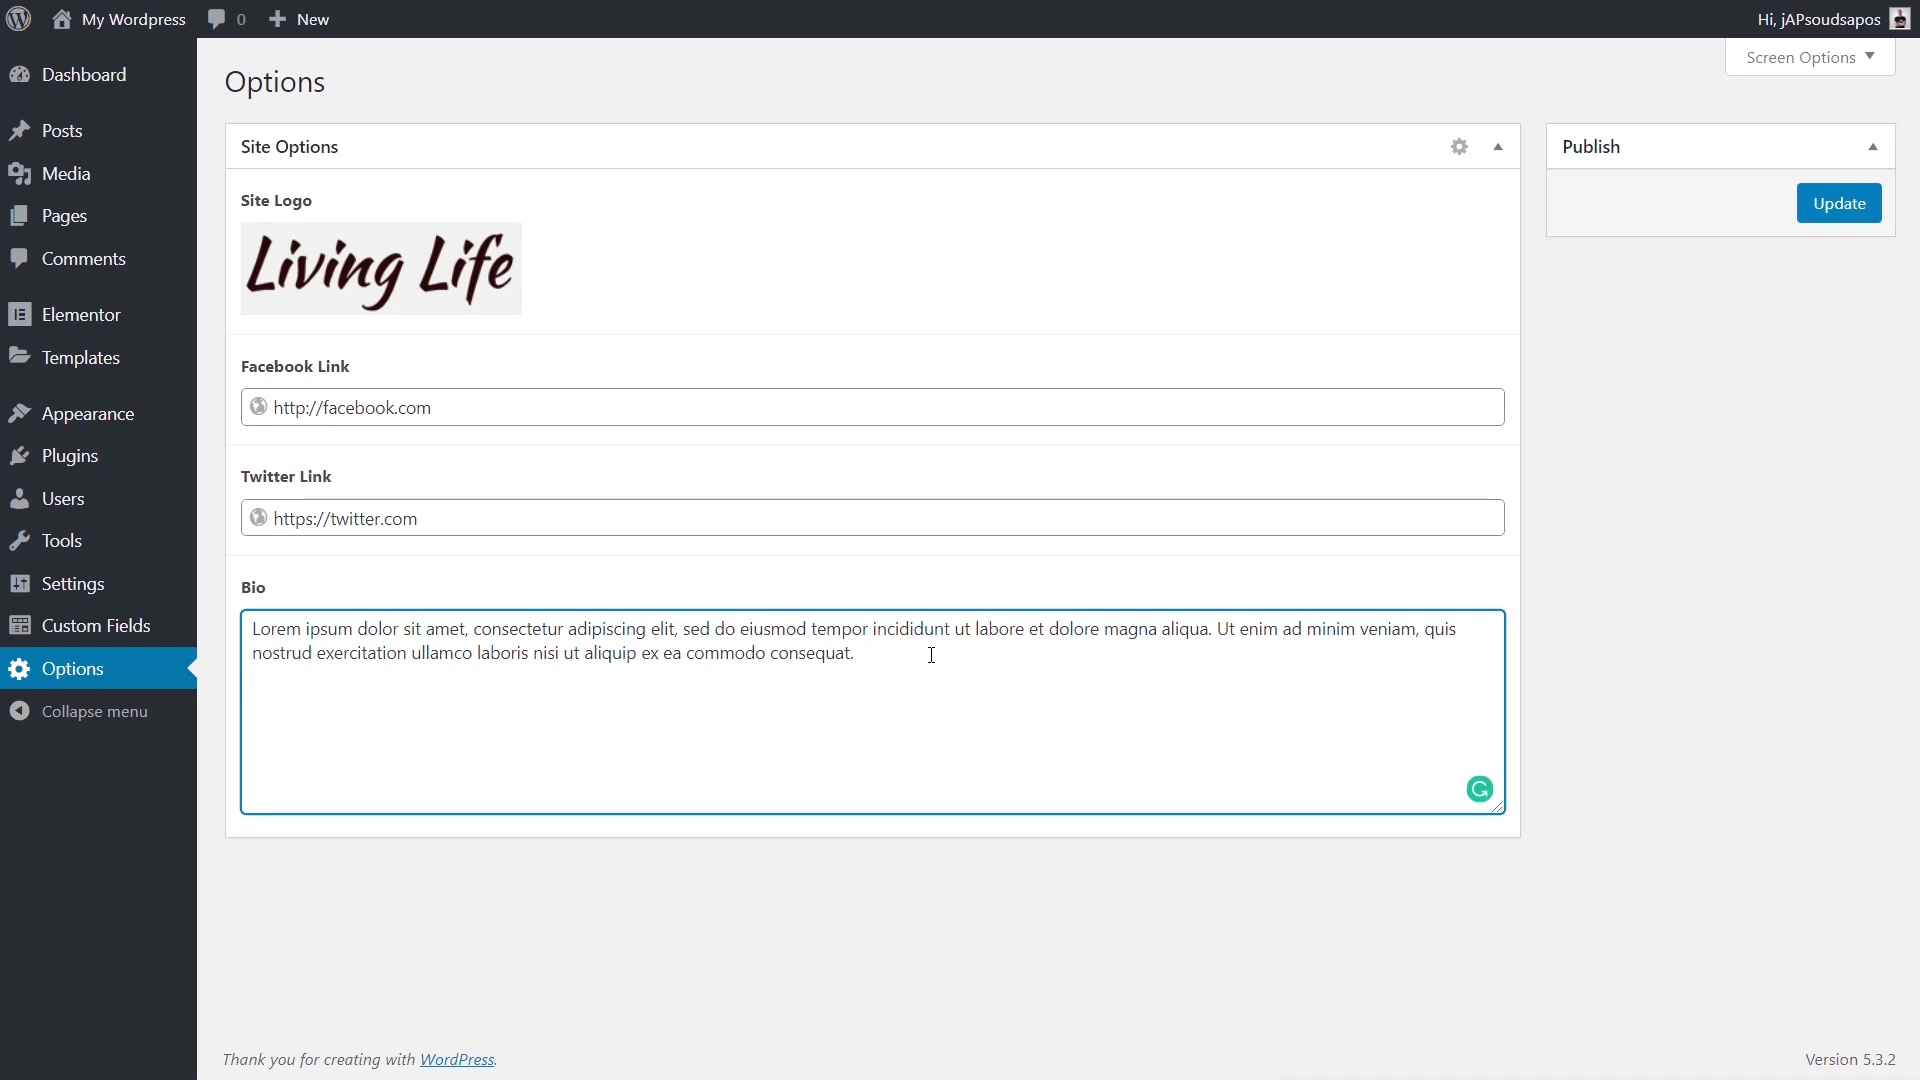 My Wordpress 0 New Hi, jAPsoudsapos
Screen Options
Dashboard
Posts
Media
Pages
Comments
Elementor
Templates
Appearance
Plugins
Users
Tools
Settings
Custom Fields
Options
Collapse menu
Options
Site Options
Site Logo
Living Life
Facebook Link
http://facebook.com
Twitter Link
https://twitter.com
Bio
Lorem ipsum dolor sit amet, consectetur adipiscing elit, sed do eiusmod tempor incididunt ut labore et dolore magna aliqua. Ut enim ad minim veniam, quis
nostrud exercitation ullamco laboris nisi ut aliquip ex ea commodo consequat.
Publish
Update
Thank you for creating with WordPress.
Version 5.3.2